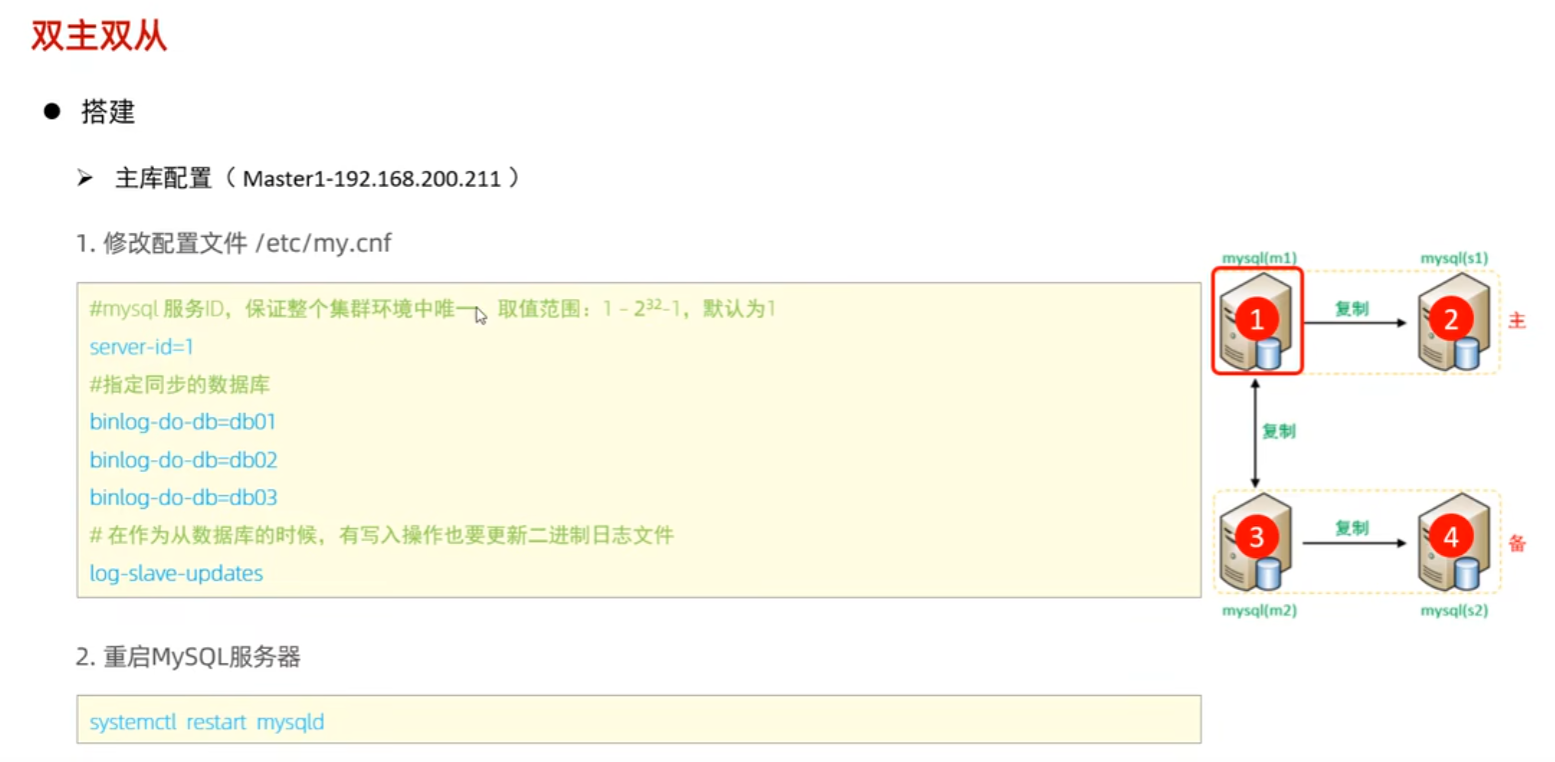 双主双从
● 搭建
➢ 主库配置（ Master1-192.168.200.211 ）
1. 修改配置文件 /etc/my.cnf
#mysql 服务ID，保证整个集群环境中唯一，取值范围：1 – 2³²-1，默认为1
server-id=1
#指定同步的数据库
binlog-do-db=db01
binlog-do-db=db02
binlog-do-db=db03
# 在作为从数据库的时候，有写入操作也要更新二进制日志文件
log-slave-updates
2. 重启MySQL服务器
systemctl restart mysqld
mysql(m1) mysql(s1)
1 复制 2 主
复制
3 复制 4 备
mysql(m2) mysql(s2)